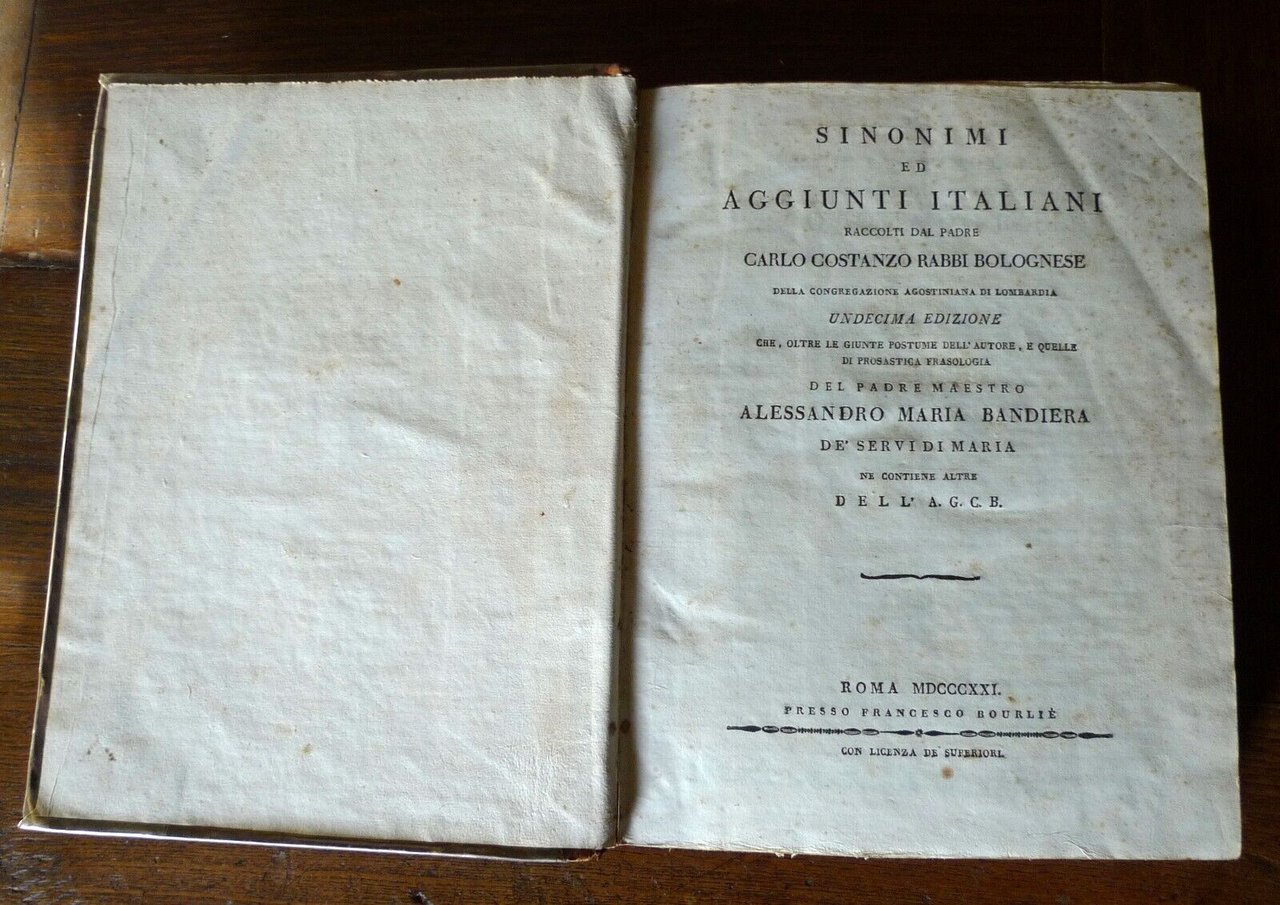 SINONIMI
ED
AGGIUNTI ITALIANI
RACCOLTI DAL PADRE
CARLO COSTANZO RABBI BOLOGNESE
DELLA CONGREGAZIONE AGOSTINIANA DI LOMBARDIA
UNDECIMA EDIZIONE
CHE, OLTRE LE GIUNTE POSTUME DELL'AUTORE, E QUELLE
DI PROSASTICA FRASOLOGIA
DEL PADRE MAESTRO
ALESSANDRO MARIA BANDIERA
DE' SERVI DI MARIA
NE CONTIENE ALTRE
DELL' A. G. C. B.
ROMA MDCCCXXI.
PRESSO FRANCESCO BOURLIÈ
CON LICENZA DE' SUPERIORI.